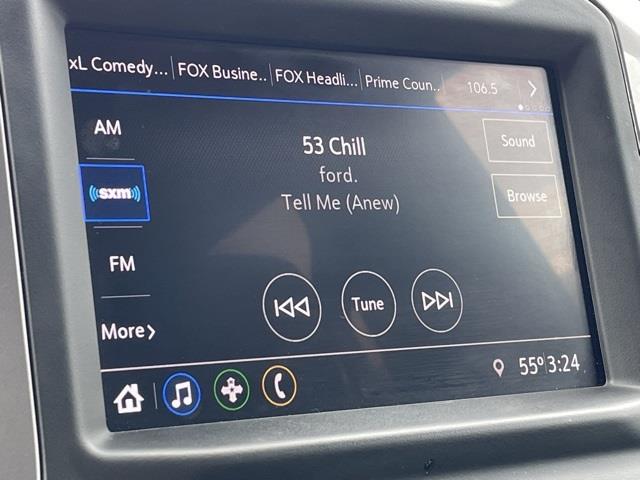 xL Comedy... FOX Busine.. FOX Headli... Prime Coun.. 106.5
AM
53 Chill
Sound
ford.
((sxm))
Tell Me (Anew)
Browse
FM
Tune
More
55° 3:24